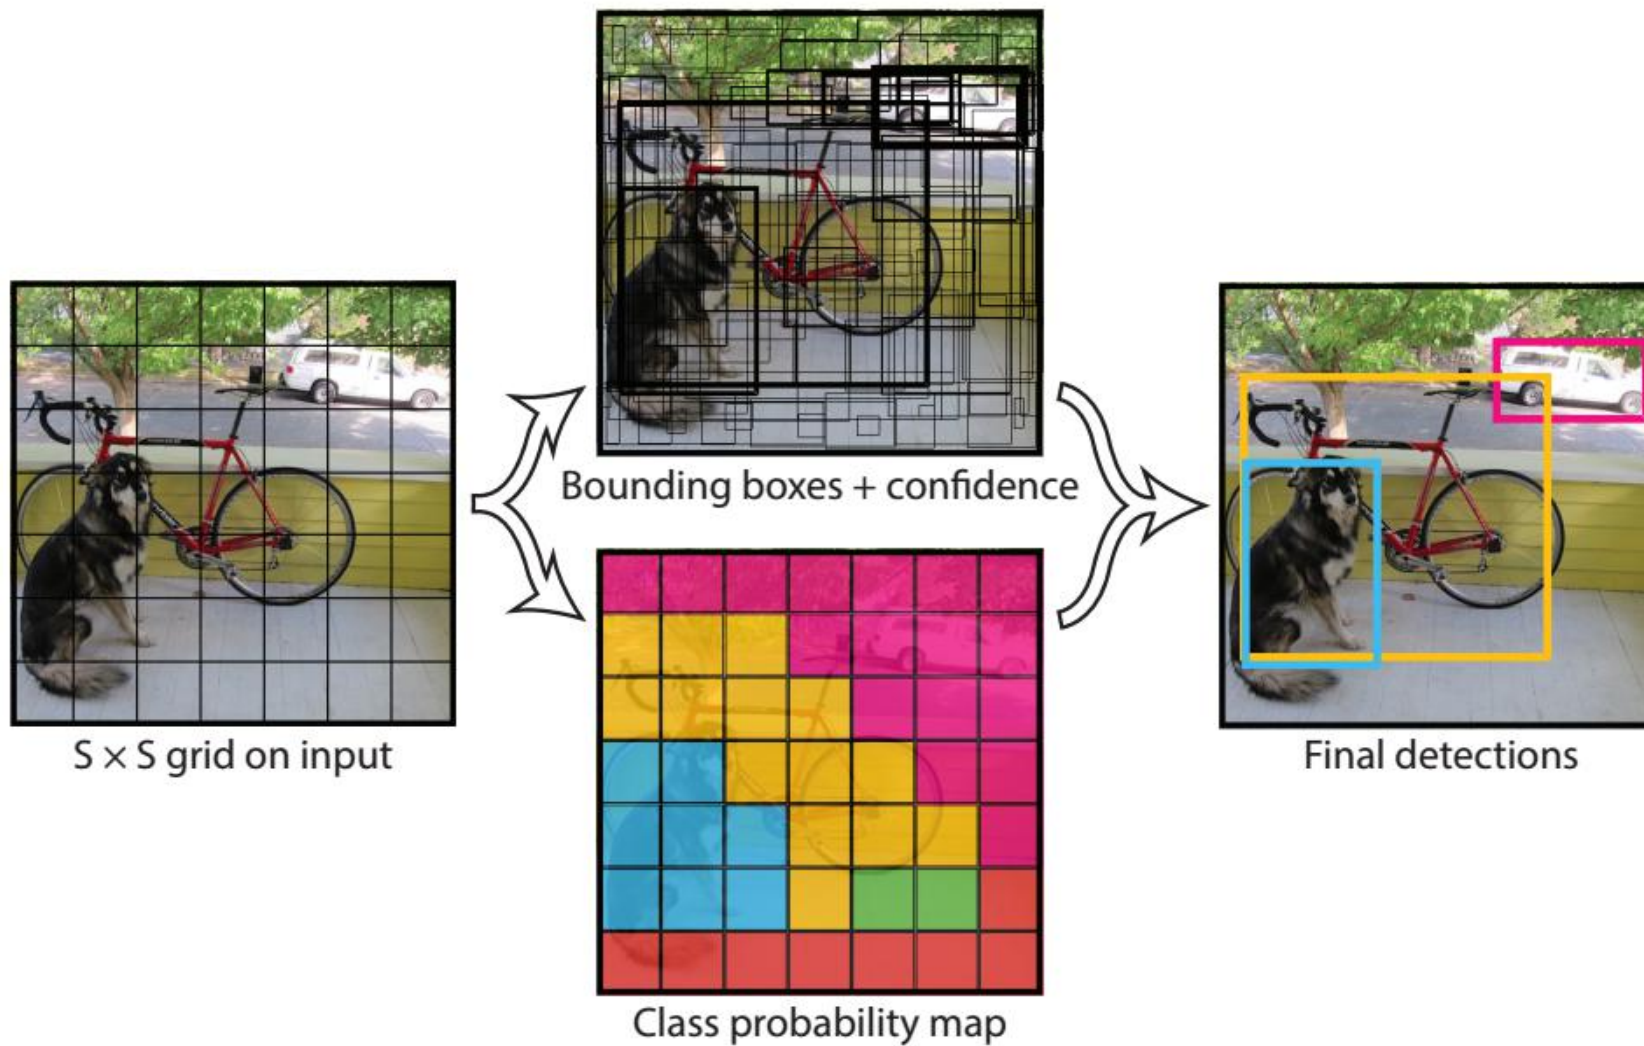 S × S grid on input
Bounding boxes + confidence
Class probability map
Final detections